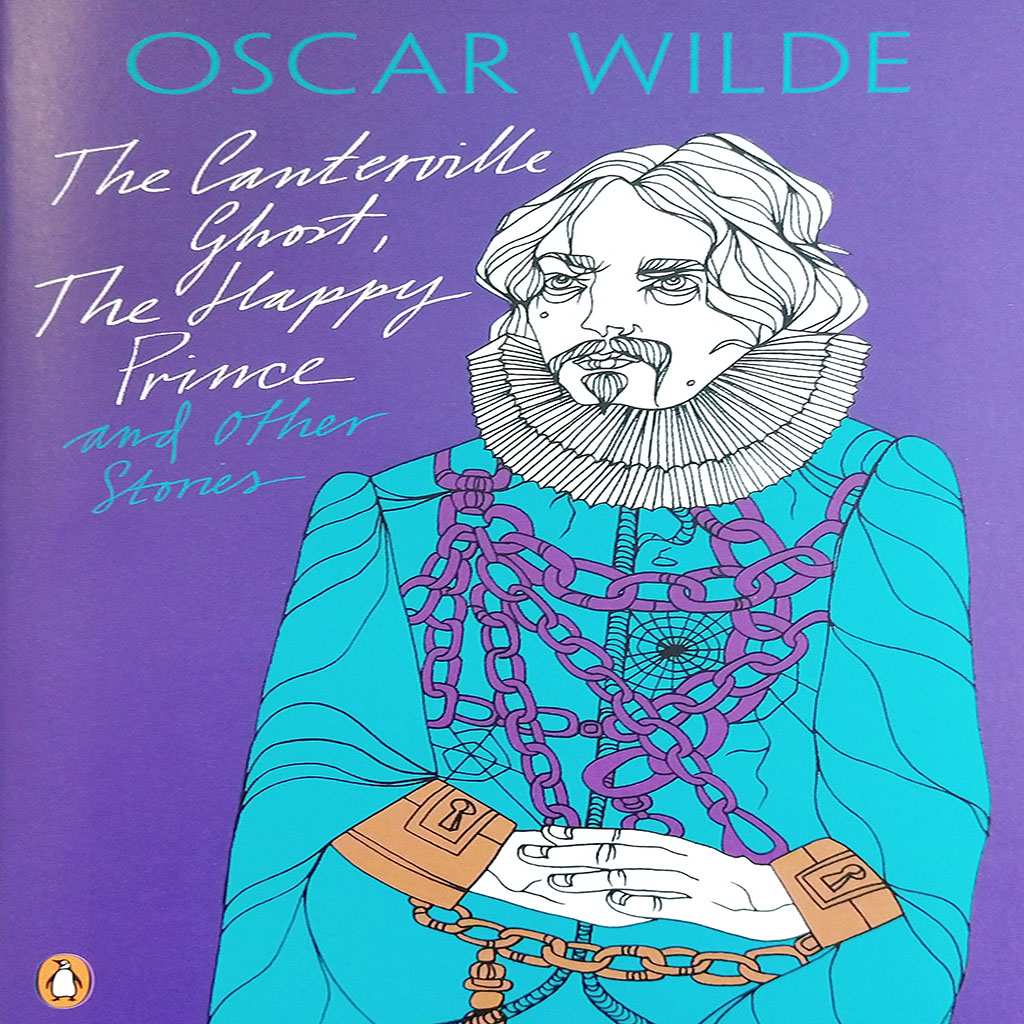 OSCAR WILDE
The Canterville
Ghost,
The Happy
Prince
and other
Stories